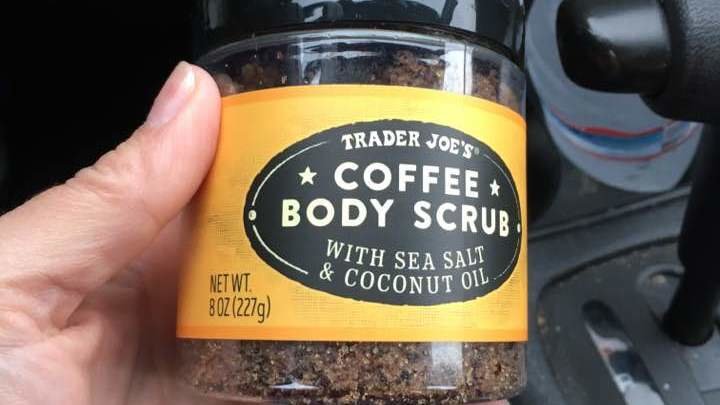 TRADER JOE'S®
★ COFFEE ★
BODY SCRUB
WITH SEA SALT
& COCONUT OIL
NET WT.
8 OZ (227g)